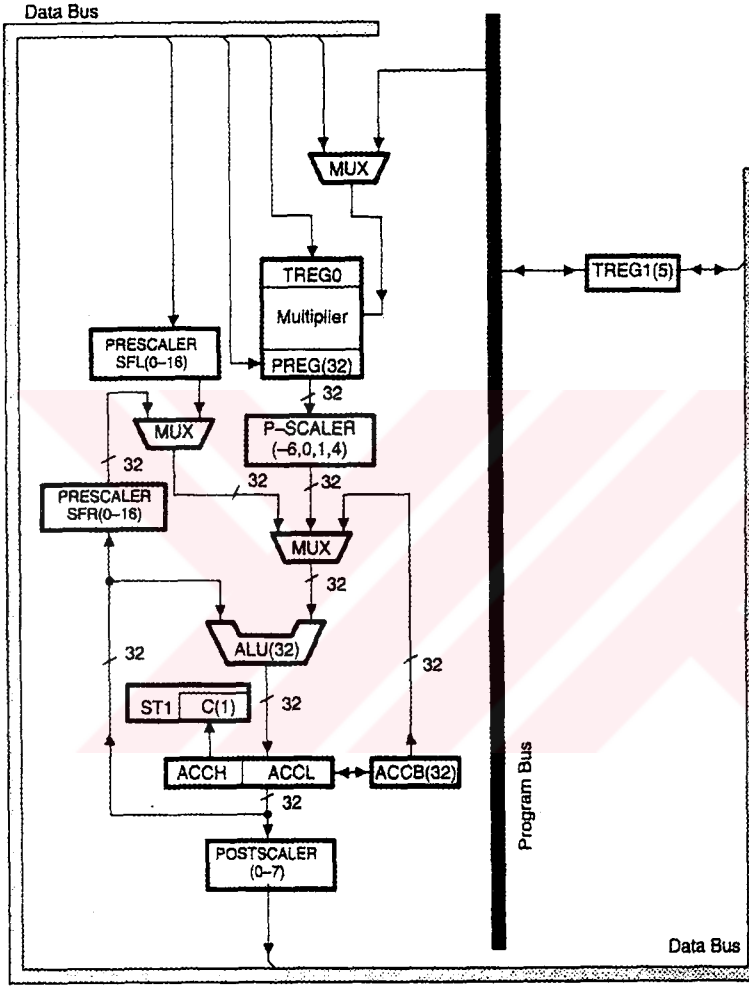 Data Bus
MUX
TREG0
TREG1(5)
Multiplier
PRESCALER
SFL(0–16)
PREG(32)
32
MUX
P–SCALER
(–6,0,1,4)
32
32
32
PRESCALER
SFR(0–16)
MUX
32
ALU(32)
32
32
ST1 C(1)
32
ACCH ACCL
ACCB(32)
32
Program Bus
POSTSCALER
(0–7)
Data Bus